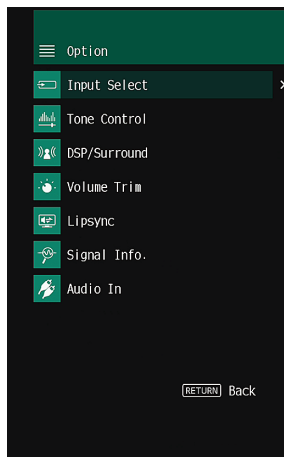 Option
Input Select
Tone Control
DSP/Surround
Volume Trim
Lipsync
Signal Info.
Audio In
RETURN Back